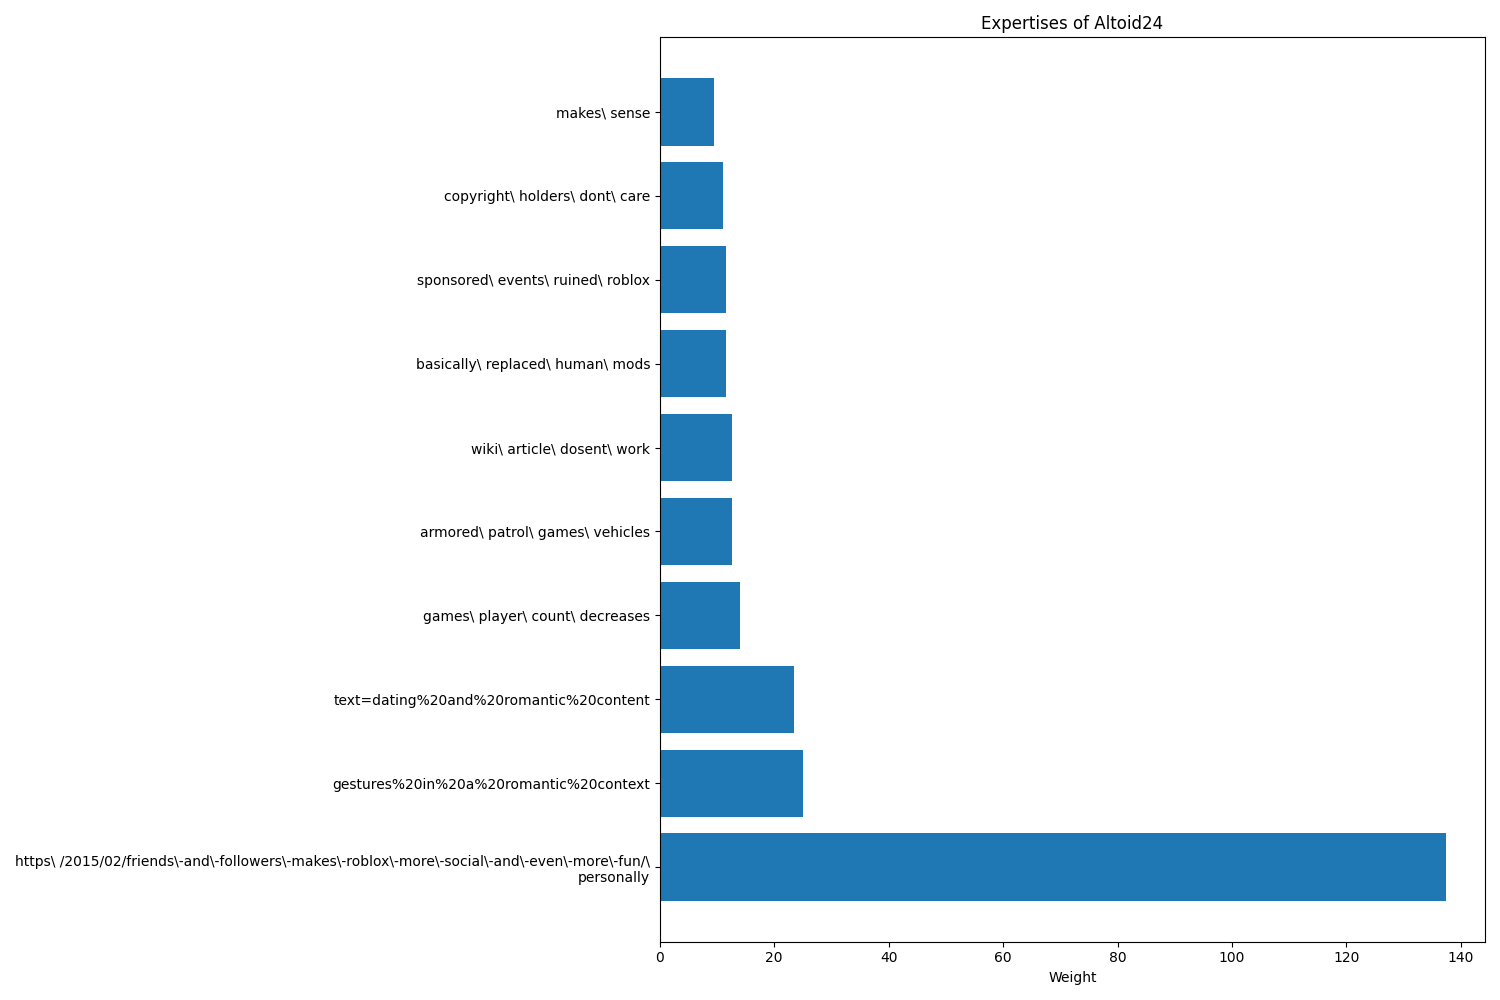 Expertises of Altoid24
makes\ sense
copyright\ holders\ dont\ care
sponsored\ events\ ruined\ roblox
basically\ replaced\ human\ mods
wiki\ article\ dosent\ work
armored\ patrol\ games\ vehicles
games\ player\ count\ decreases
text=dating%20and%20romantic%20content
gestures%20in%20a%20romantic%20context
https\ /2015/02/friends\-and\-followers\-makes\-roblox\-more\-social\-and\-even\-more\-fun/\
personally
0 20 40 60 80 100 120 140
Weight